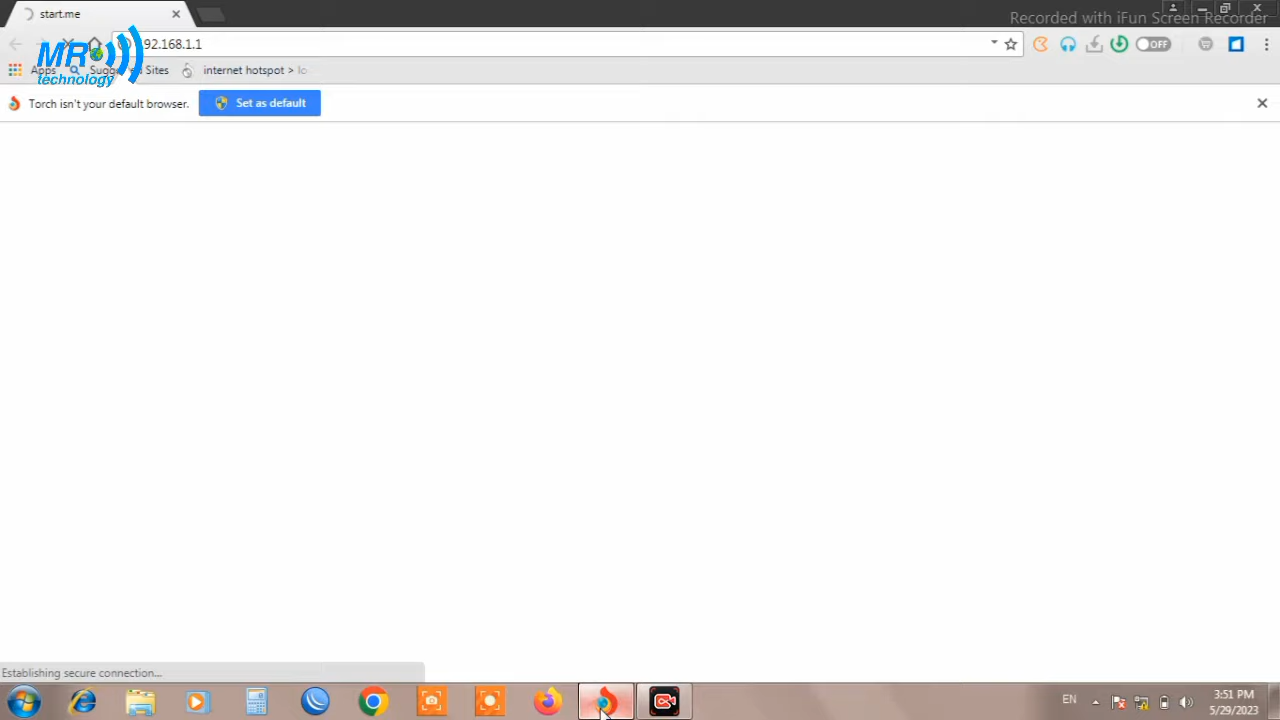 start.me
Recorded with iFun Screen Recorder
92.168.1.1
OFF
MR
technology
Apps
Sites
internet hotspot > lo
Torch isn't your default browser.
Set as default
Establishing secure connection...
EN
3:51 PM
5/29/2023